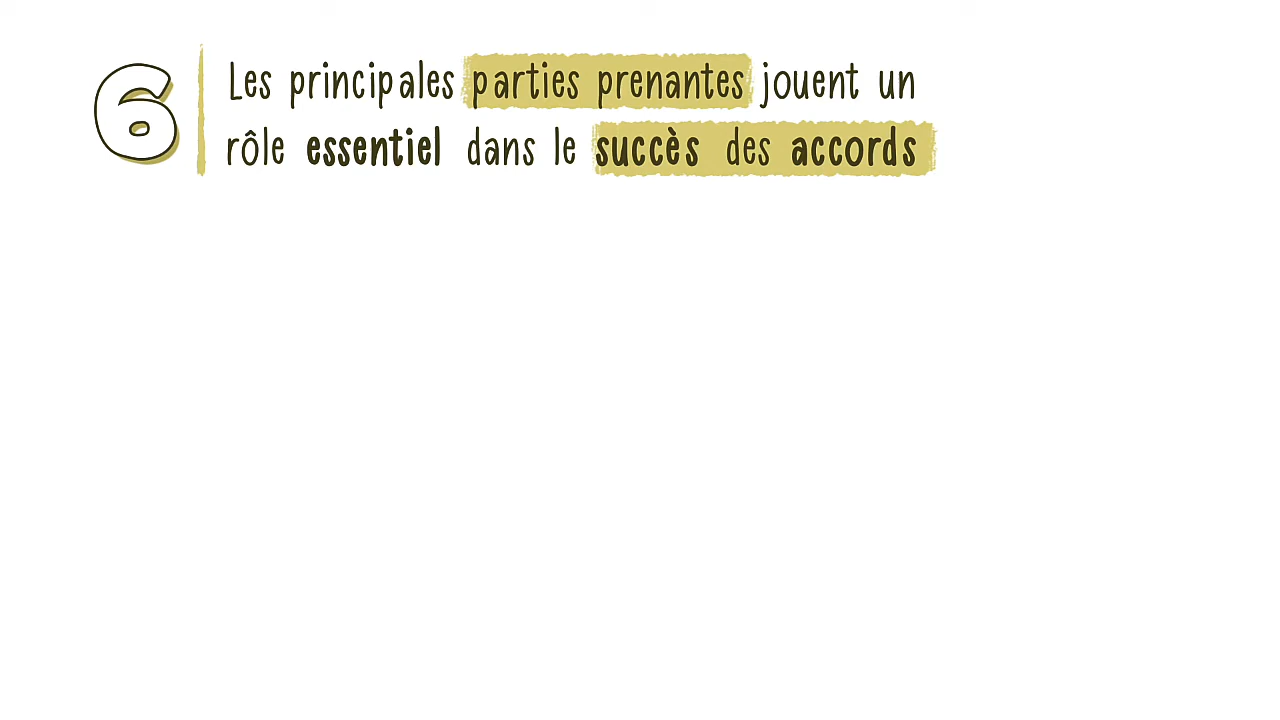 6
Les principales parties prenantes jouent un
rôle essentiel dans le succès des accords